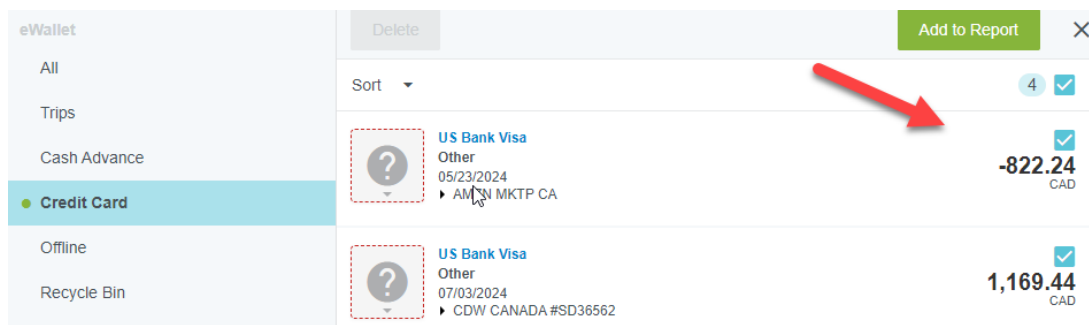 eWallet
Delete
Add to Report
All
Sort
4
Trips
US Bank Visa
Other
05/23/2024
AMZN MKTP CA
-822.24
CAD
Cash Advance
Credit Card
Offline
Recycle Bin
US Bank Visa
Other
07/03/2024
CDW CANADA #SD36562
1,169.44
CAD